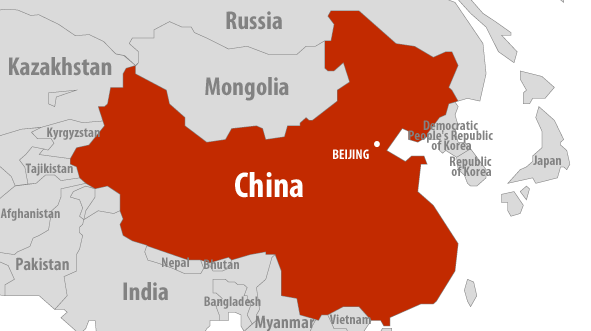 Russia
Kazakhstan
Mongolia
Kyrgyzstan
Democratic
People's Republic
of Korea
BEIJING
Republic
of Korea
Japan
Tajikistan
China
Afghanistan
Pakistan
Nepal
Bhutan
India
Bangladesh
Myanmar
Vietnam